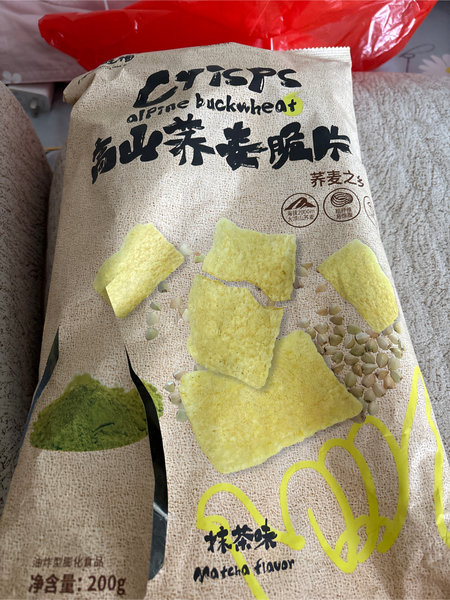 Crisps
alpine buckwheat
高山荞麦脆片
荞麦之
抹茶味
Matcha flavor
油炸型膨化食品
净含量：200g